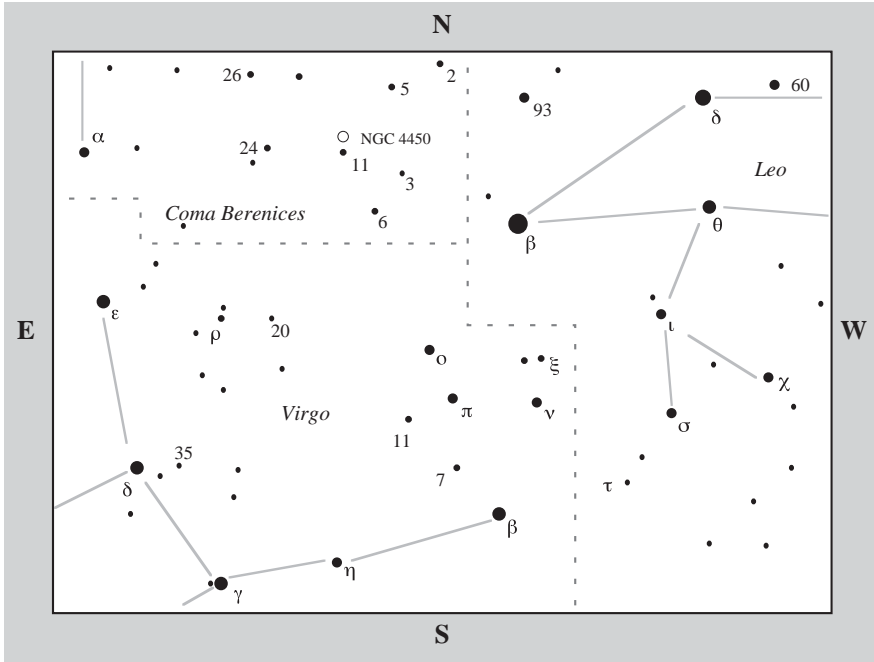 N
2
26
5
60
93
δ
α
NGC 4450
24
11
3
Leo
Coma Berenices
6
θ
β
ε
E
ρ
20
ι
W
ο
ξ
χ
π
ν
Virgo
σ
11
35
7
δ
τ
β
η
γ
S